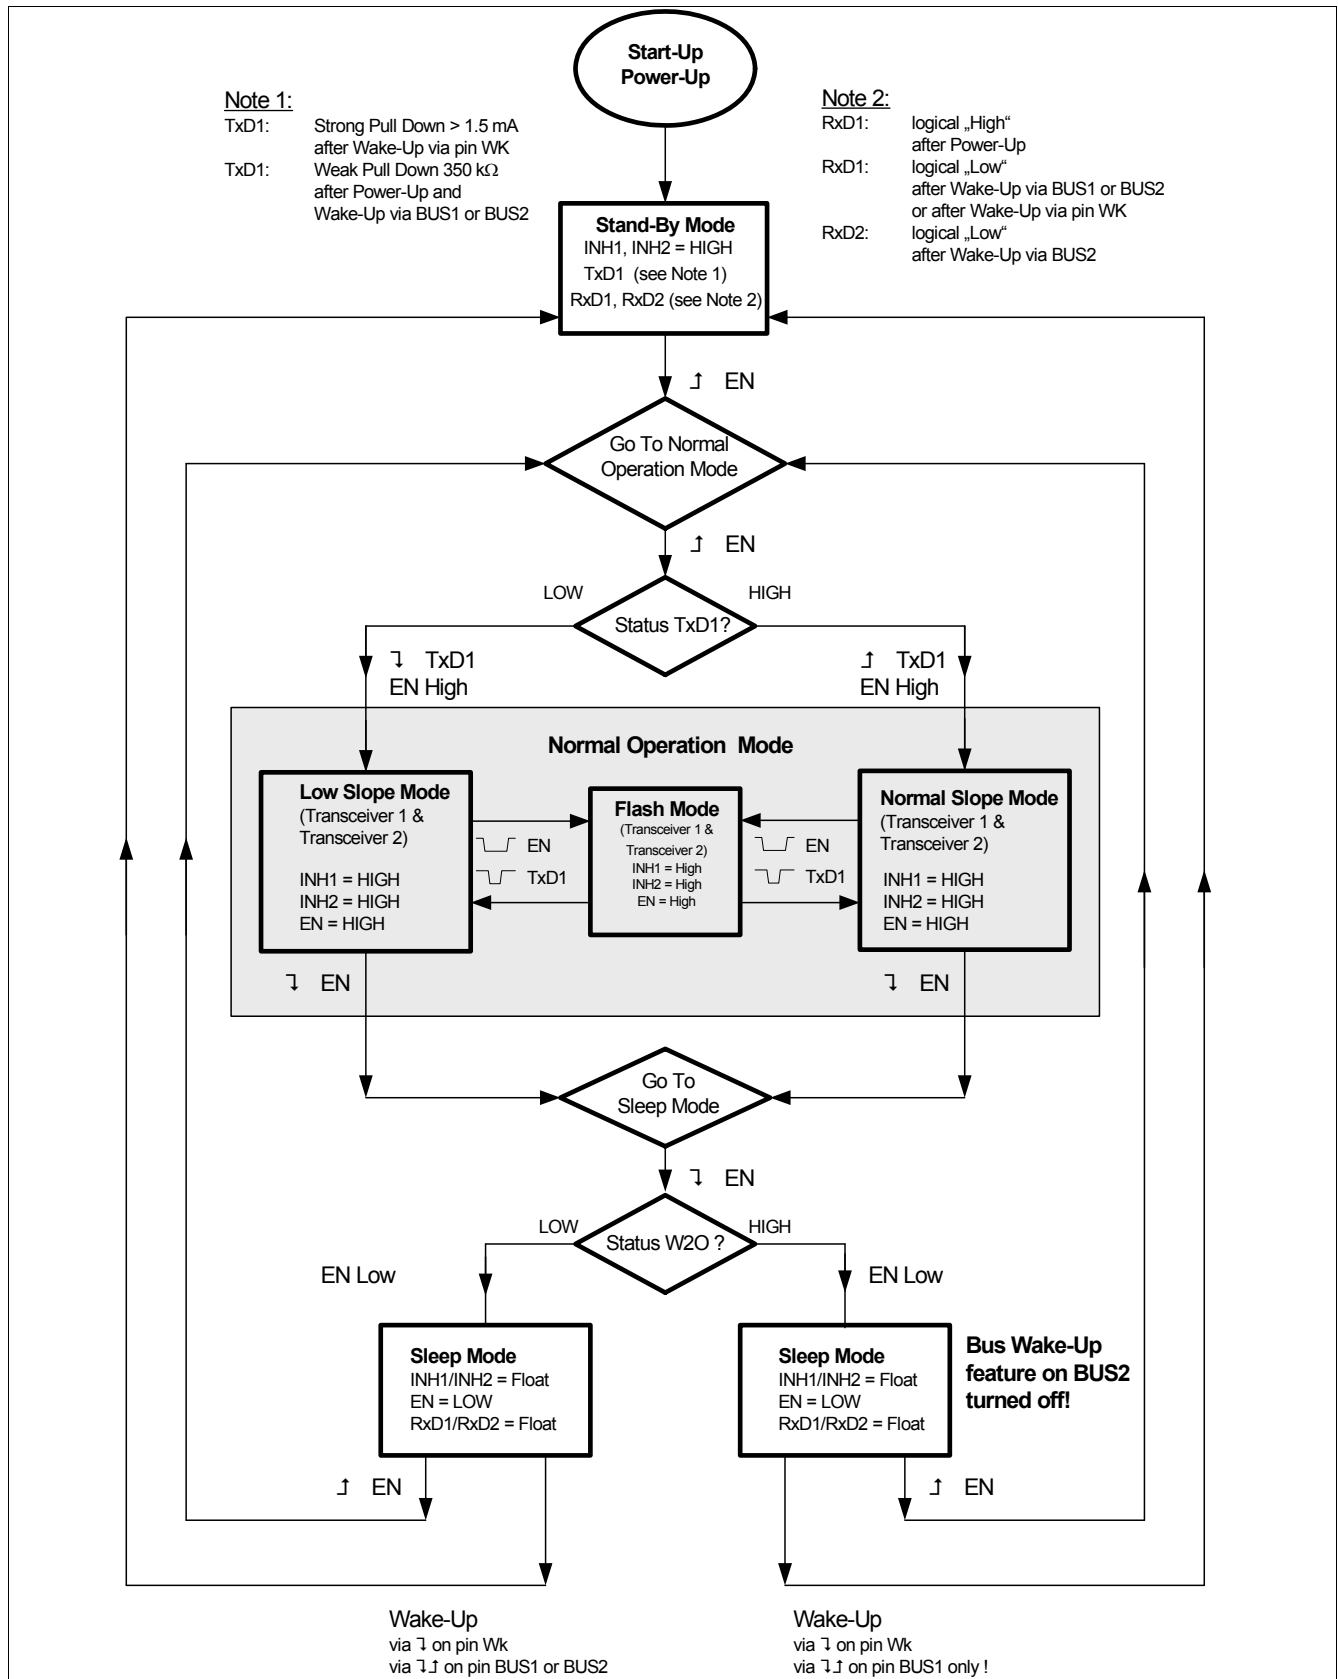 Start-Up
Power-Up
Note 1:
TxD1: Strong Pull Down > 1.5 mA
after Wake-Up via pin WK
TxD1: Weak Pull Down 350 kΩ
after Power-Up and
Wake-Up via BUS1 or BUS2
Note 2:
RxD1: logical „High“
after Power-Up
RxD1: logical „Low“
after Wake-Up via BUS1 or BUS2
or after Wake-Up via pin WK
RxD2: logical „Low“
after Wake-Up via BUS2
Stand-By Mode
INH1, INH2 = HIGH
TxD1 (see Note 1)
RxD1, RxD2 (see Note 2)
EN
Go To Normal
Operation Mode
EN
LOW
HIGH
Status TxD1?
TxD1
EN High
TxD1
EN High
Normal Operation Mode
Low Slope Mode
(Transceiver 1 &
Transceiver 2)
INH1 = HIGH
INH2 = HIGH
EN = HIGH
EN
TxD1
Flash Mode
(Transceiver 1 &
Transceiver 2)
INH1 = High
INH2 = High
EN = High
EN
TxD1
Normal Slope Mode
(Transceiver 1 &
Transceiver 2)
INH1 = HIGH
INH2 = HIGH
EN = HIGH
EN
EN
Go To
Sleep Mode
EN
LOW
HIGH
Status W2O ?
EN Low
EN Low
Sleep Mode
INH1/INH2 = Float
EN = LOW
RxD1/RxD2 = Float
Sleep Mode
INH1/INH2 = Float
EN = LOW
RxD1/RxD2 = Float
Bus Wake-Up
feature on BUS2
turned off!
EN
EN
Wake-Up
via on pin Wk
via on pin BUS1 or BUS2
Wake-Up
via on pin Wk
via on pin BUS1 only !